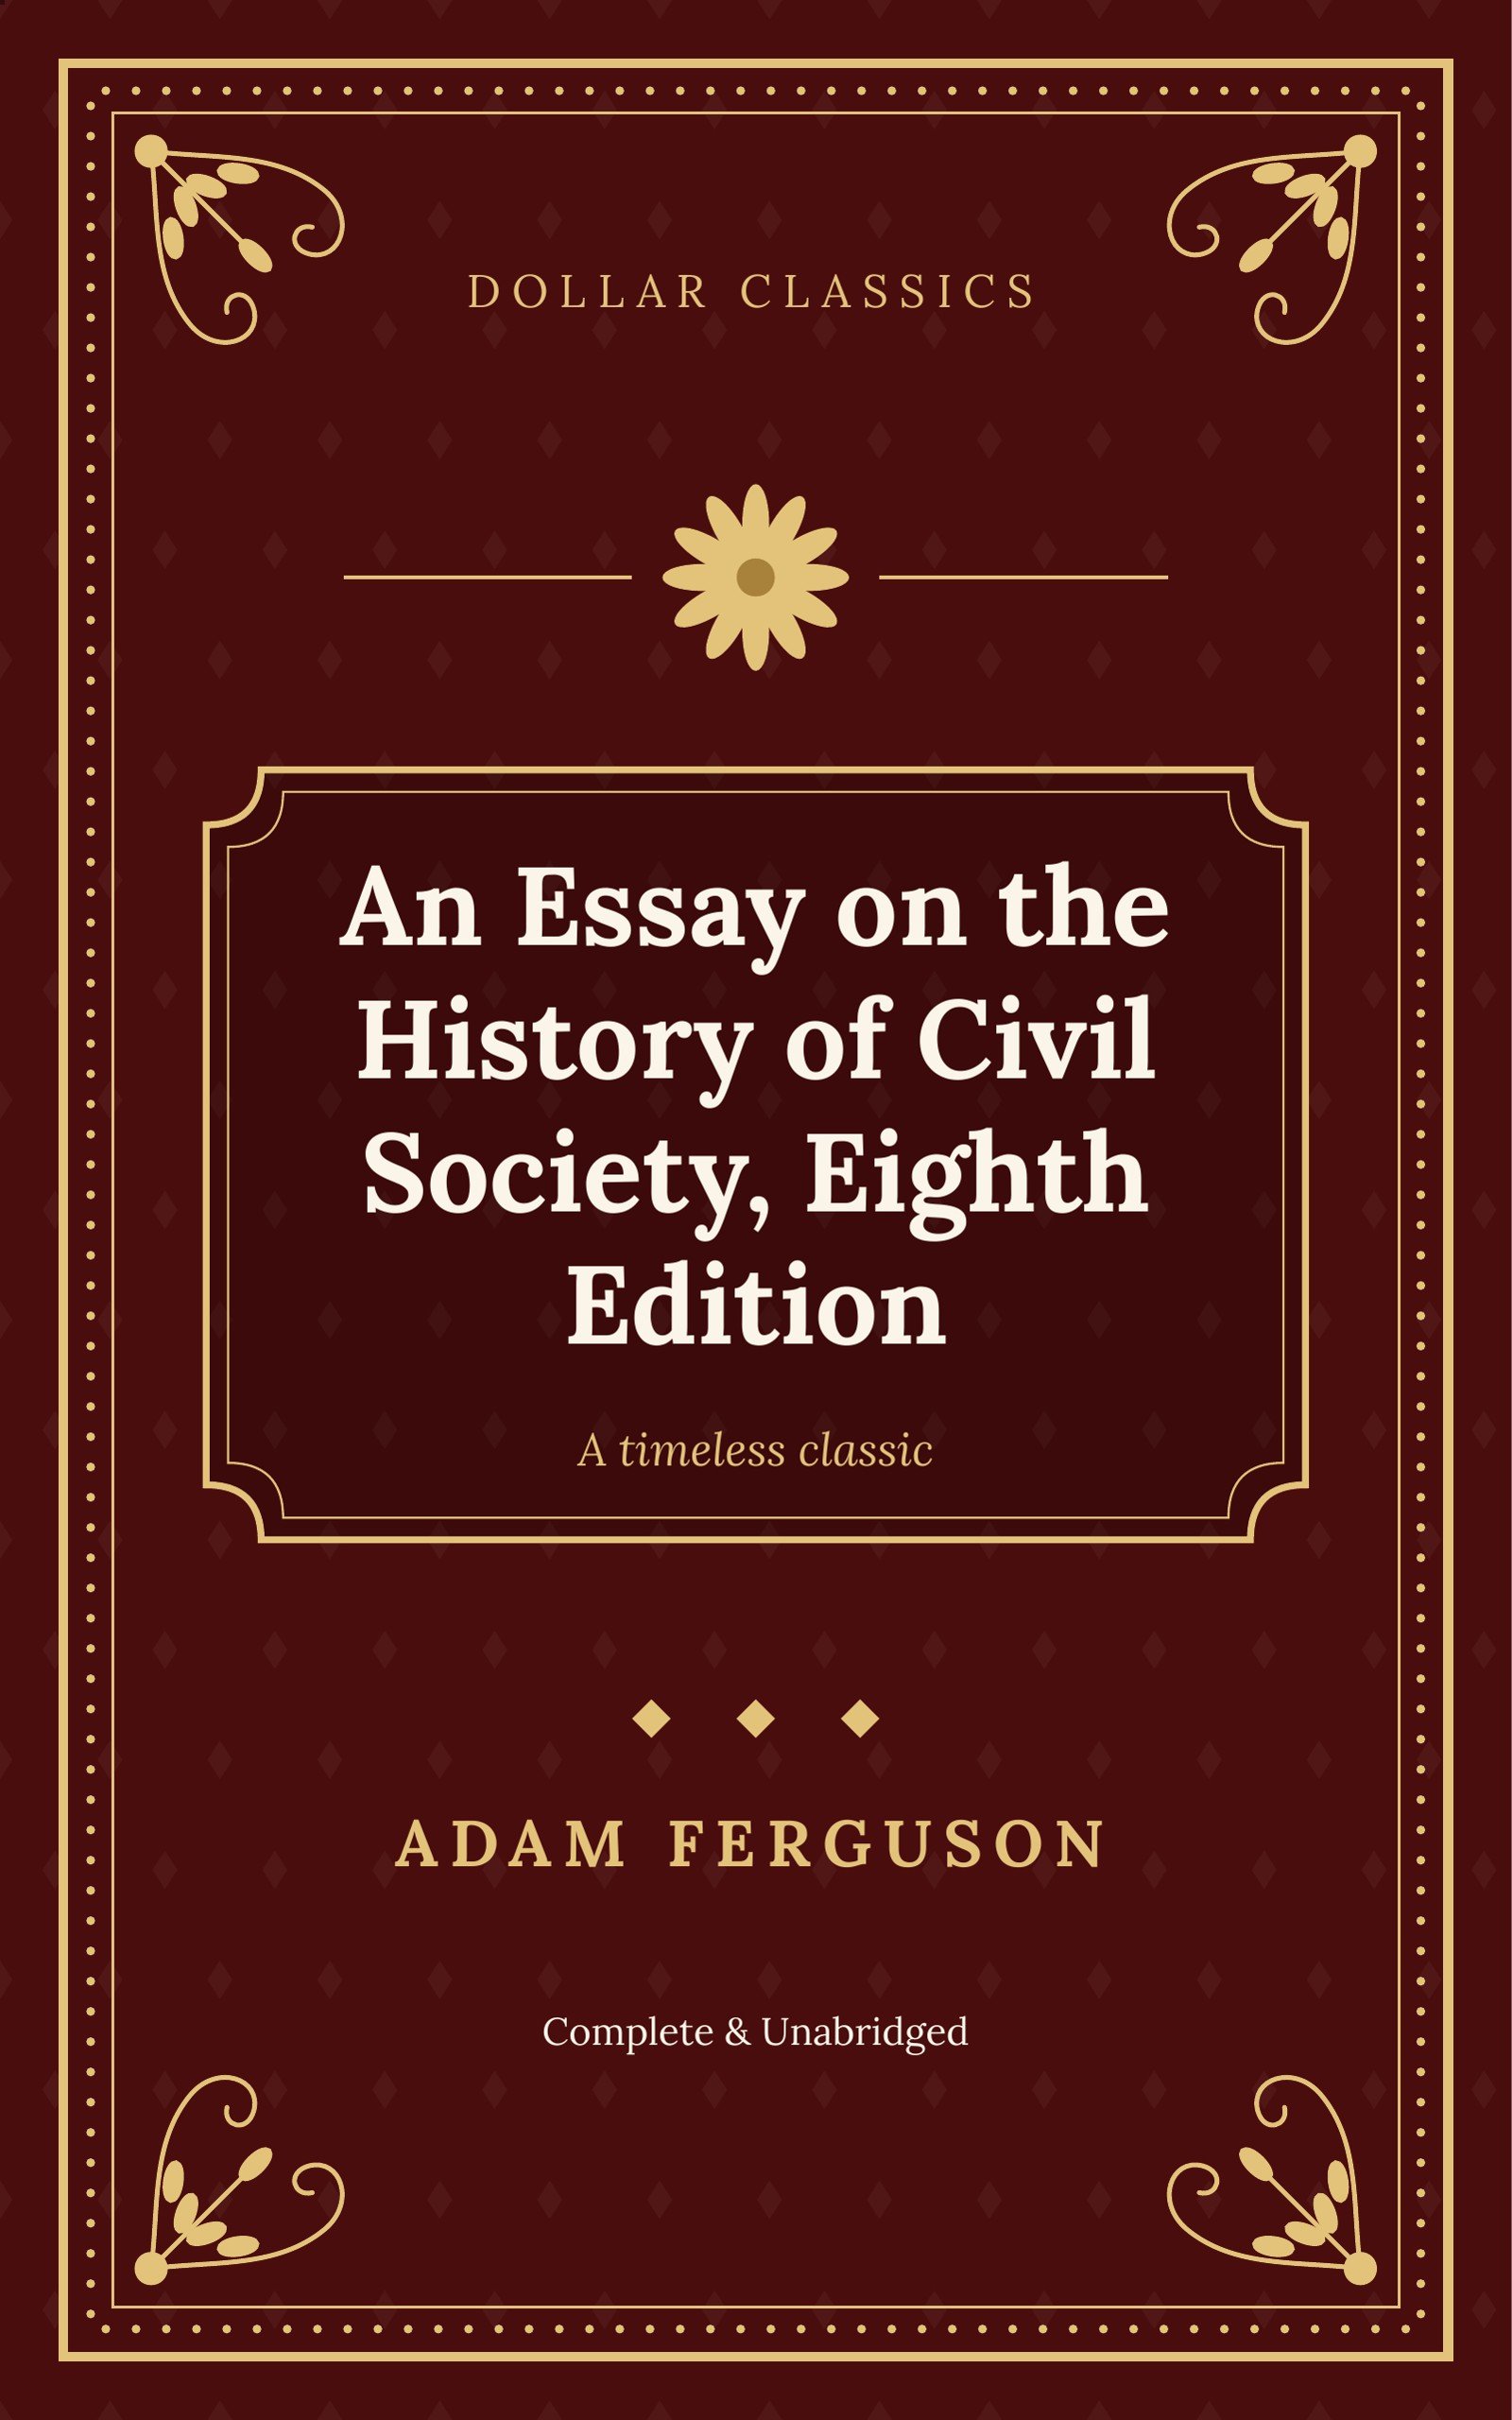 DOLLAR CLASSICS
An Essay on the
History of Civil
Society, Eighth
Edition
A timeless classic
ADAM FERGUSON
Complete & Unabridged